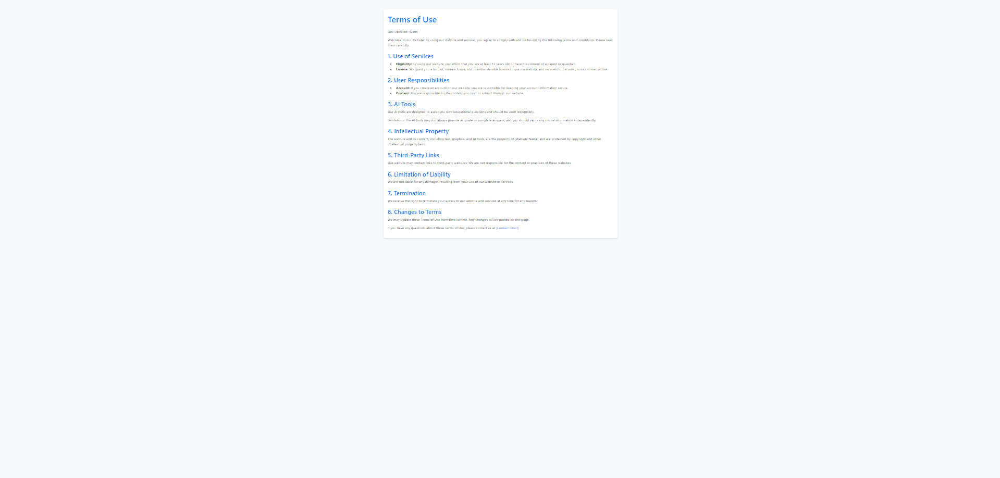 Terms of Use
Last Updated: [Date]
Welcome to our website! By using our website and services, you agree to comply with and be bound by the following terms and conditions. Please read
them carefully.
1. Use of Services
• Eligibility: By using our website, you affirm that you are at least 13 years old or have the consent of a parent or guardian.
• License: We grant you a limited, non-exclusive, and non-transferable license to use our website and services for personal, non-commercial use.
2. User Responsibilities
• Account: If you create an account on our website, you are responsible for keeping your account information secure.
• Content: You are responsible for the content you post or submit through our website.
3. AI Tools
Our AI tools are designed to assist you with educational questions and should be used responsibly.
Limitations: The AI tools may not always provide accurate or complete answers, and you should verify any critical information independently.
4. Intellectual Property
The website and its content, including text, graphics, and AI tools, are the property of [Website Name] and are protected by copyright and other
intellectual property laws.
5. Third-Party Links
Our website may contain links to third-party websites. We are not responsible for the content or practices of these websites.
6. Limitation of Liability
We are not liable for any damages resulting from your use of our website or services.
7. Termination
We reserve the right to terminate your access to our website and services at any time for any reason.
8. Changes to Terms
We may update these Terms of Use from time to time. Any changes will be posted on this page.
If you have any questions about these Terms of Use, please contact us at [Contact Email].